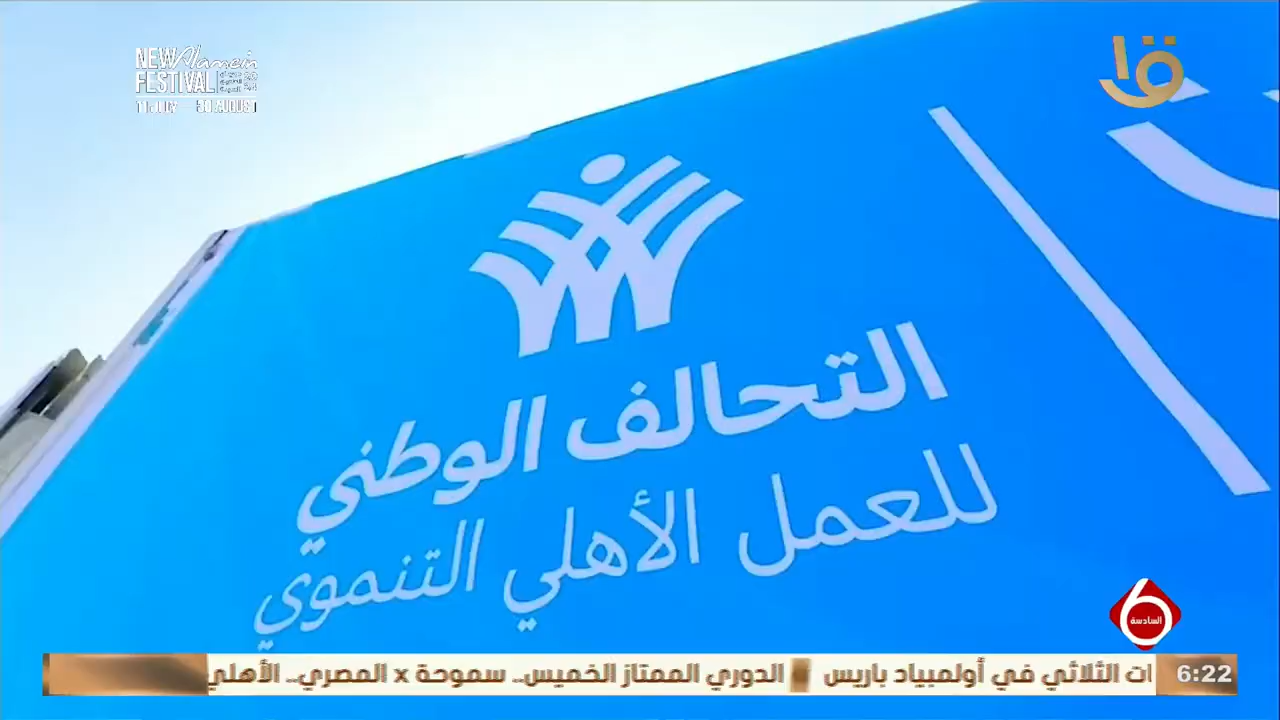 NEW Alamein
FESTIVAL
11 JULY - 30 AUGUST
التحالف الوطني
للعمل الأهلي التنموي
6
السادسة
ات الثلاثي في أولمبياد باريس
الدوري الممتاز الخميس.. سموحة x المصري.. الأهلي
6:22